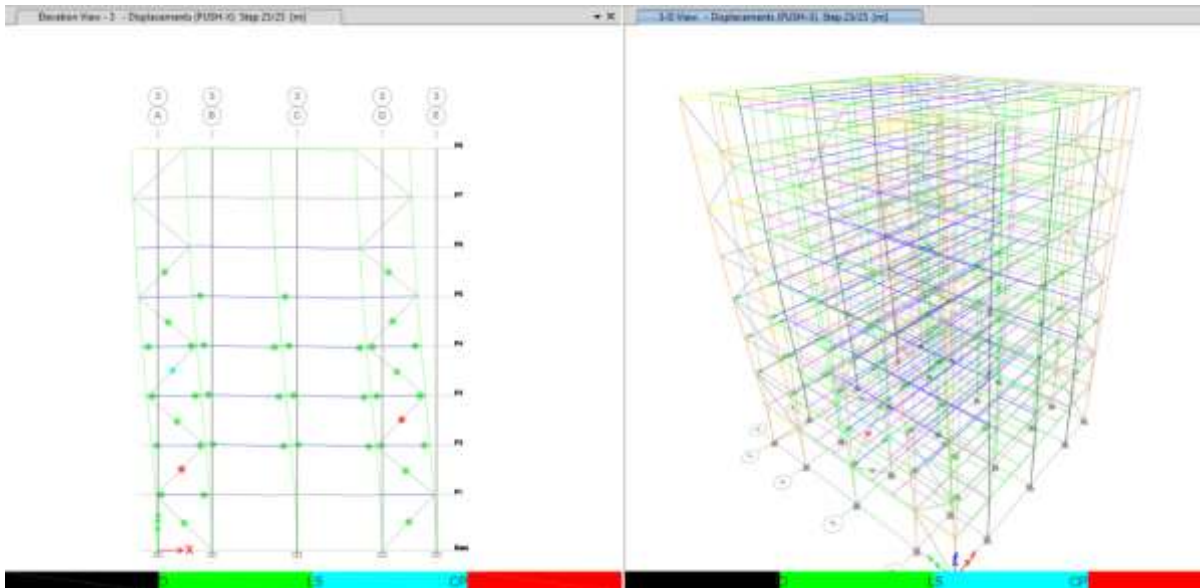 Elevation View - 3 - Displacements (PUSH-X) Step 25/25 [m]
3-D View - Displacements (PUSH-X) Step 25/25 [m]
3 3 3 3 3
A B C D E
P8
P7
P6
P5
P4
P3
P2
P1
Base
X
IO LS CP
LS CP